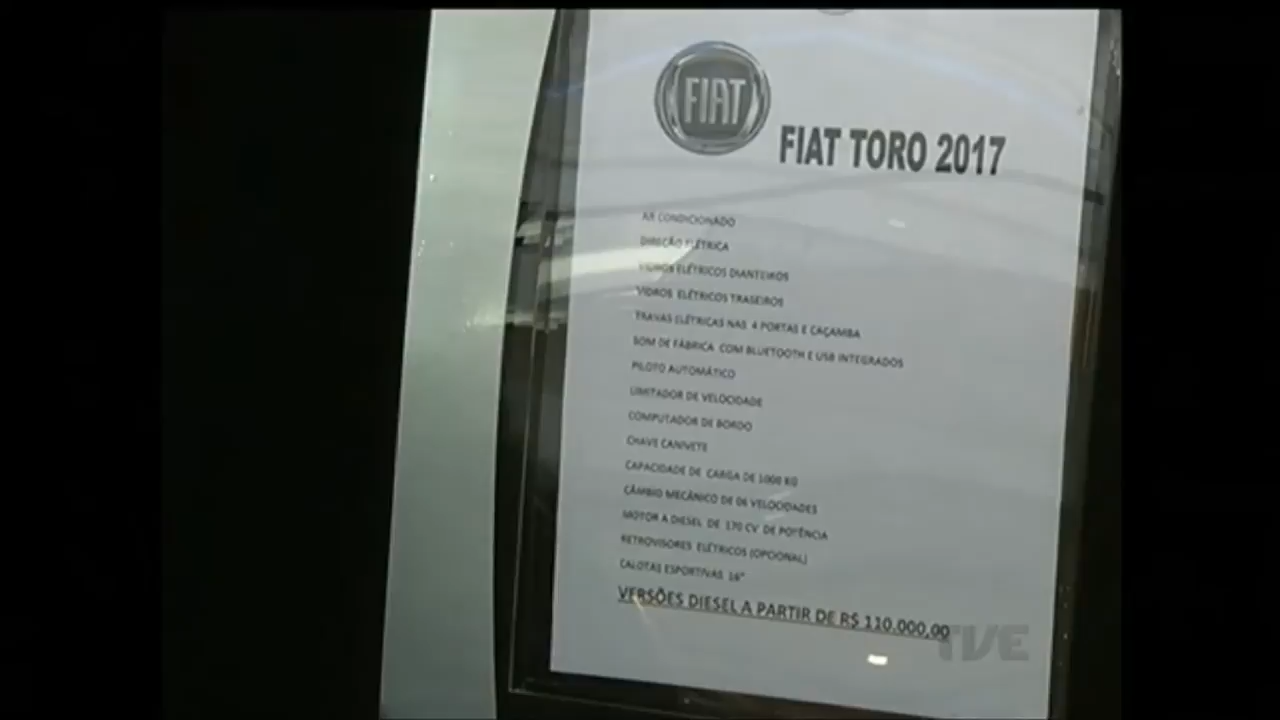 FIAT
FIAT TORO 2017
AR CONDICIONADO
DIREÇÃO ELÉTRICA
VIDROS ELÉTRICOS DIANTEIROS
VIDROS ELÉTRICOS TRASEIROS
TRAVAS ELÉTRICAS NAS 4 PORTAS E CAÇAMBA
SOM DE FÁBRICA COM BLUETOOTH E USB INTEGRADOS
PILOTO AUTOMÁTICO
LIMITADOR DE VELOCIDADE
COMPUTADOR DE BORDO
CHAVE CANIVETE
CAPACIDADE DE CARGA DE 1000 KG
CÂMBIO MECÂNICO DE 06 VELOCIDADES
MOTOR A DIESEL DE 170 CV DE POTÊNCIA
RETROVISORES ELÉTRICOS (OPCIONAL)
CALOTAS ESPORTIVAS 16"
VERSÕES DIESEL A PARTIR DE R$ 110.000,00
TVE